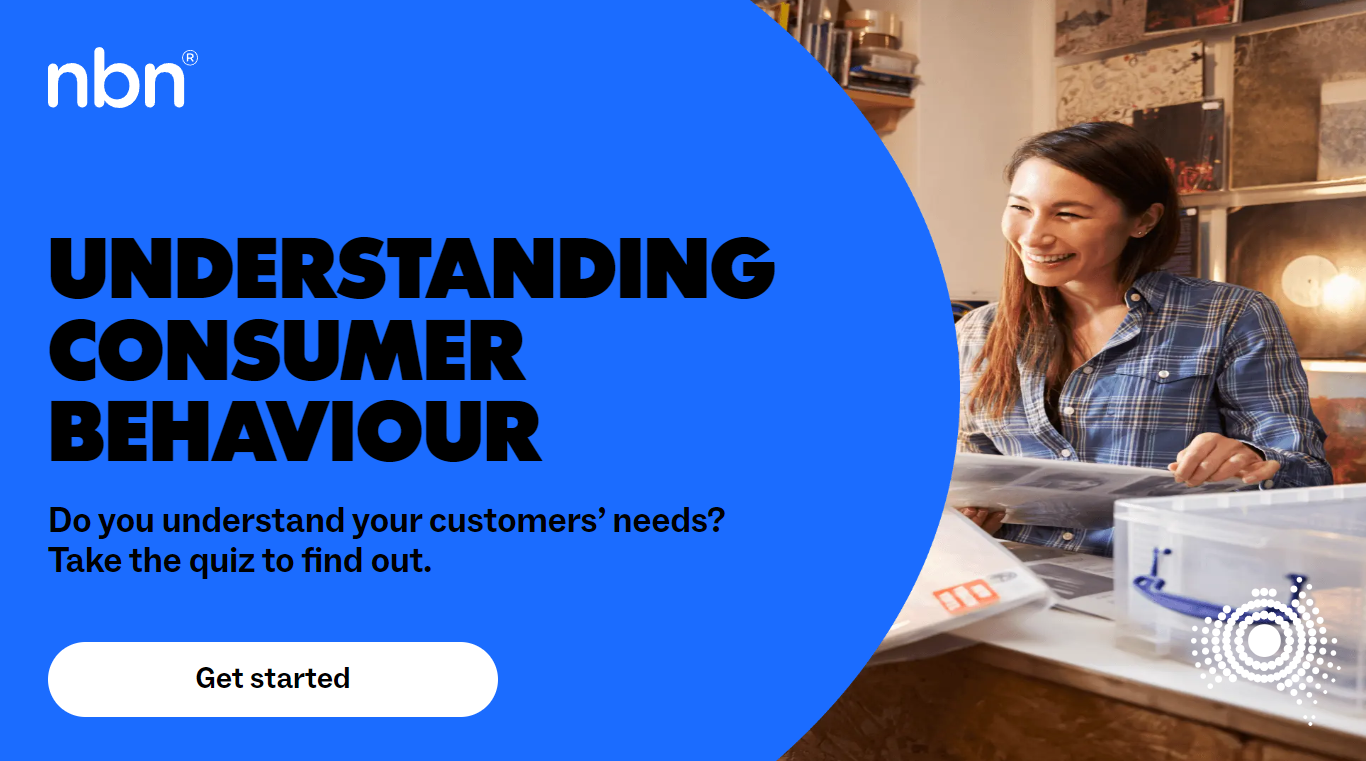 nbn®
UNDERSTANDING
CONSUMER
BEHAVIOUR
Do you understand your customers’ needs?
Take the quiz to find out.
Get started